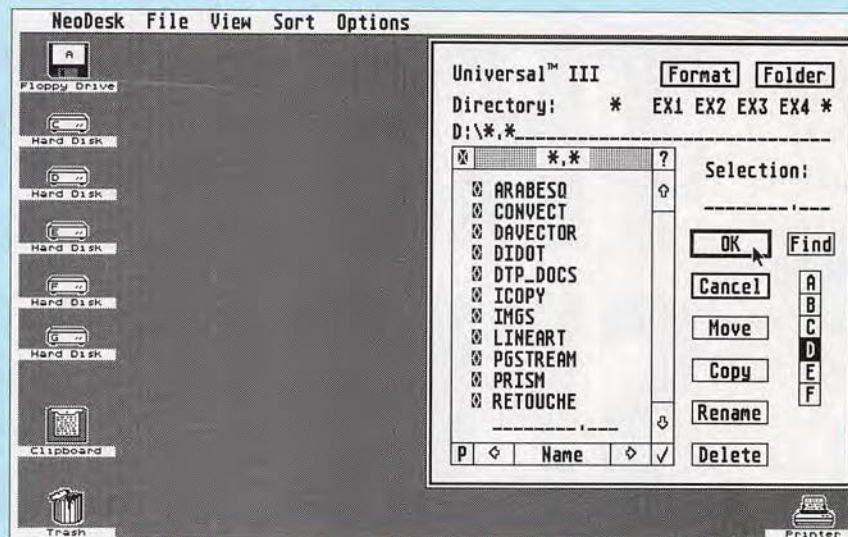 NeoDesk File View Sort Options
A
Floppy Drive
C
Hard Disk
D
Hard Disk
E
Hard Disk
F
Hard Disk
G
Hard Disk
Clipboard
Trash
Printer
Universal™ III Format Folder
Directory: * EX1 EX2 EX3 EX4 *
D:\*.*
*.* ?
ARABESQ
CONVECT
DAVECTOR
DIDOT
DTP_DOCS
ICOPY
IMGS
LINEART
PGSTREAM
PRISM
RETOUCHE
P Name
Selection:
OK Find
Cancel
Move
Copy
Rename
Delete
A
B
C
D
E
F